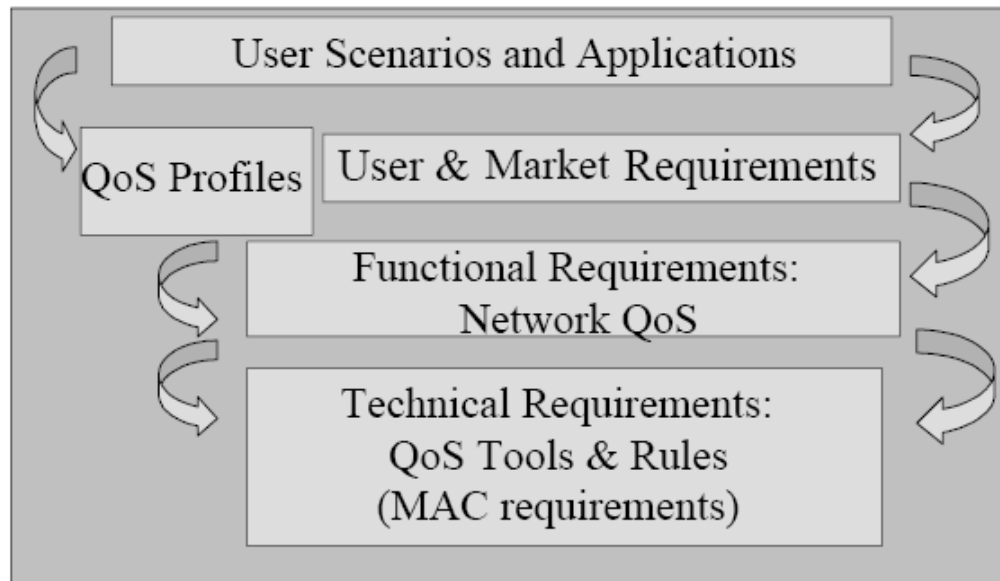 User Scenarios and Applications
QoS Profiles
User & Market Requirements
Functional Requirements:
Network QoS
Technical Requirements:
QoS Tools & Rules
(MAC requirements)